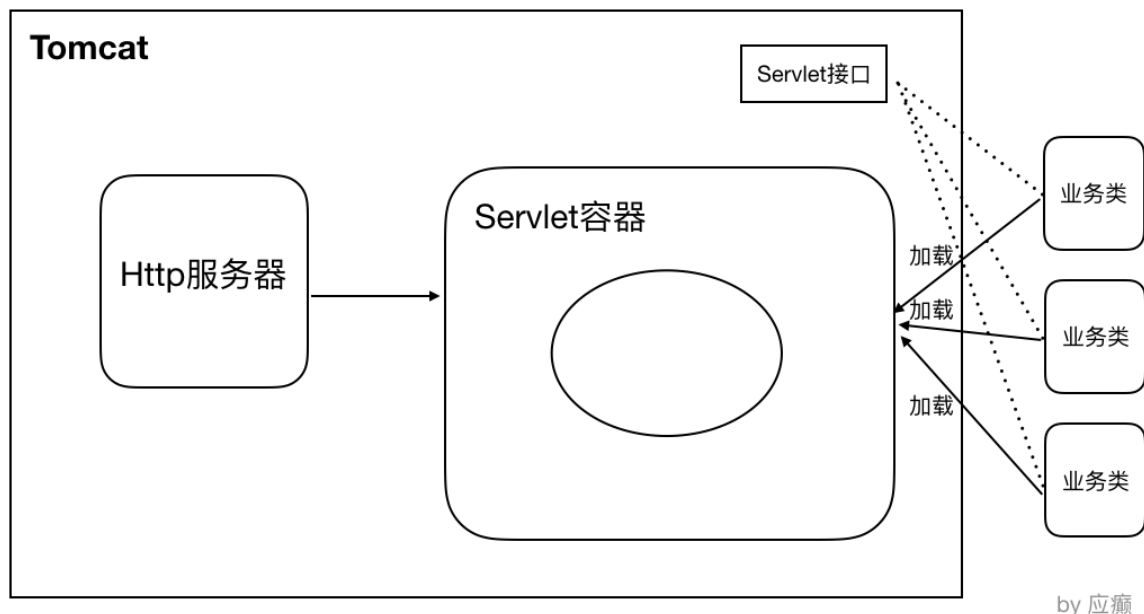 Tomcat
Servlet接口
业务类
Servlet容器
加载
Http服务器
加载
业务类
加载
业务类
by 应癫